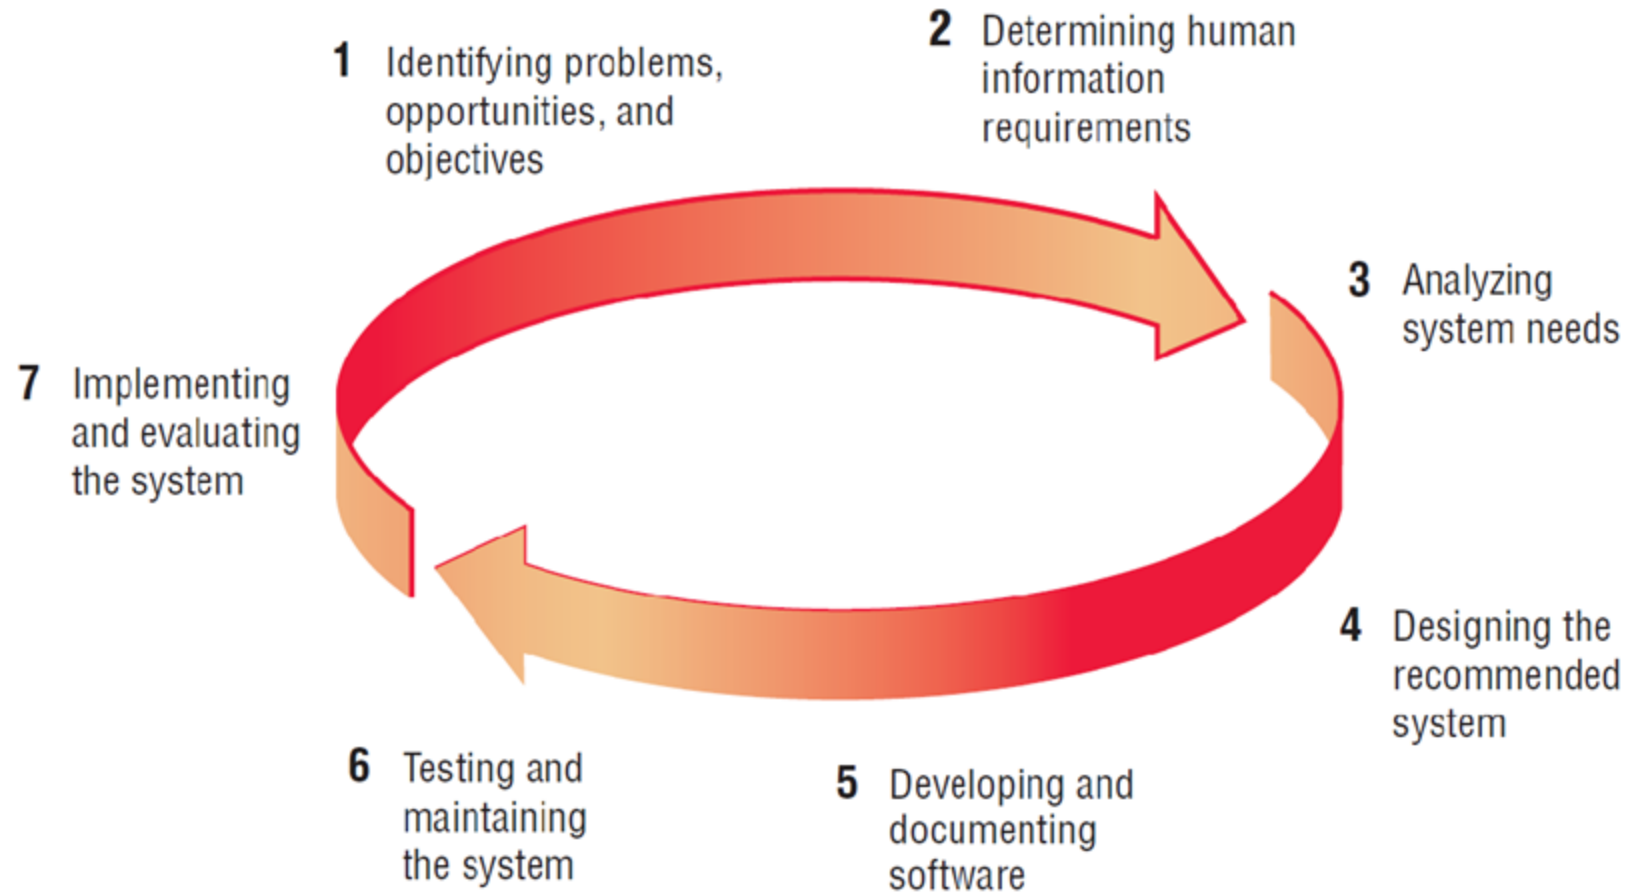 1 Identifying problems,
opportunities, and
objectives
2 Determining human
information
requirements
3 Analyzing
system needs
4 Designing the
recommended
system
5 Developing and
documenting
software
6 Testing and
maintaining
the system
7 Implementing
and evaluating
the system